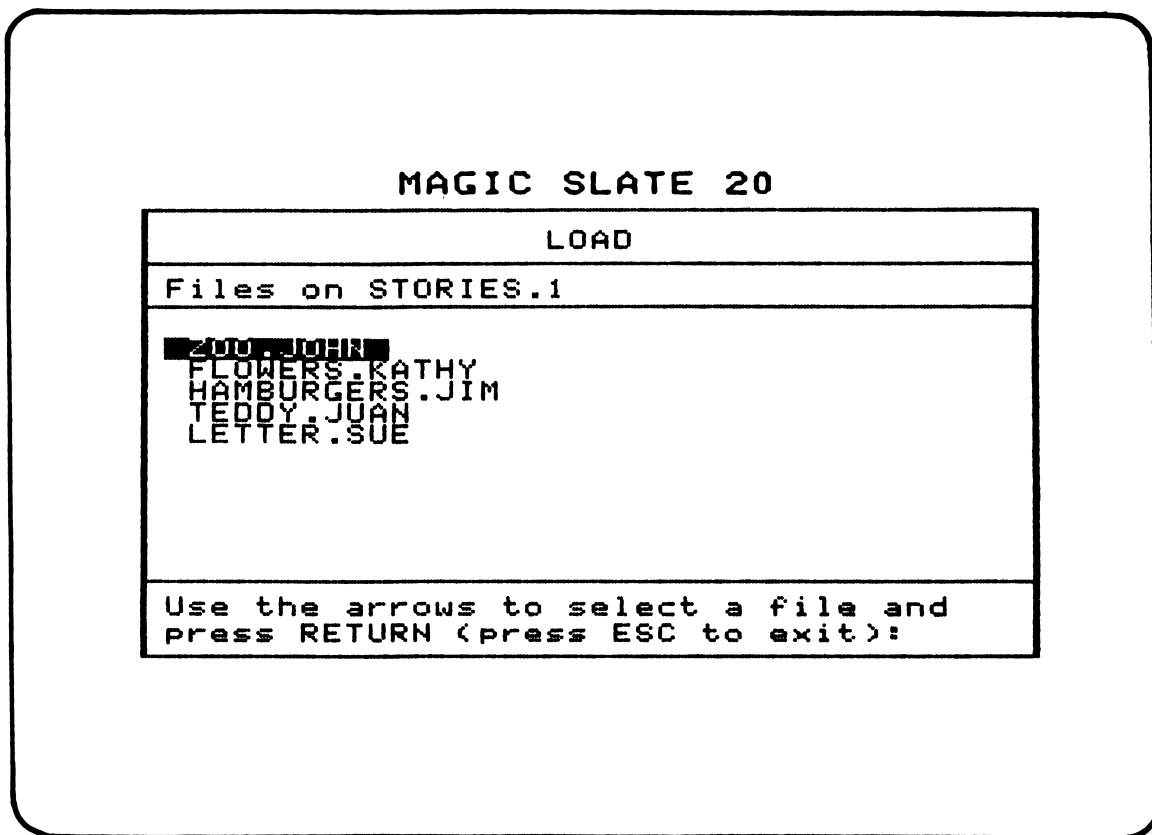 MAGIC SLATE 20
LOAD
Files on STORIES.1
ZOO.JOHN
FLOWERS.KATHY
HAMBURGERS.JIM
TEDDY.JUAN
LETTER.SUE
Use the arrows to select a file and
press RETURN (press ESC to exit):